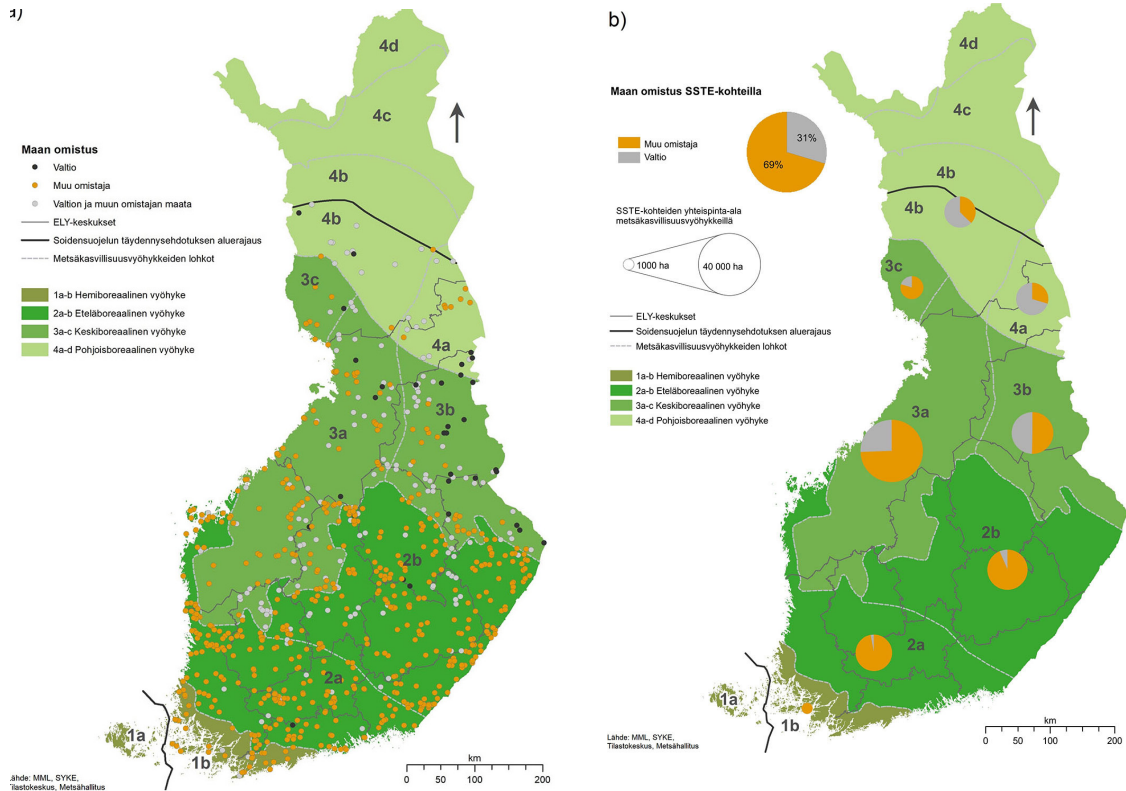 a)
4d
4c
4b
4b
3c
4a
3b
3a
2b
2a
1a
1b
Maan omistus
Valtio
Muu omistaja
Valtion ja muun omistajan maata
ELY-keskukset
Soidensuojelun täydennysehdotuksen aluerajaus
Metsäkasvillisuusvyöhykkeiden lohkot
1a-b Hemiboreaalinen vyöhyke
2a-b Eteläboreaalinen vyöhyke
3a-c Keskiboreaalinen vyöhyke
4a-d Pohjoisboreaalinen vyöhyke
km
0 50 100 200
Lähde: MML, SYKE,
Tilastokeskus, Metsähallitus
b)
4d
4c
4b
4b
3c
4a
3b
3a
2b
2a
1a
1b
Maan omistus SSTE-kohteilla
Muu omistaja
Valtio
31%
69%
SSTE-kohteiden yhteispinta-ala
metsäkasvillisuusvyöhykkeillä
1000 ha
40 000 ha
ELY-keskukset
Soidensuojelun täydennysehdotuksen aluerajaus
Metsäkasvillisuusvyöhykkeiden lohkot
1a-b Hemiboreaalinen vyöhyke
2a-b Eteläboreaalinen vyöhyke
3a-c Keskiboreaalinen vyöhyke
4a-d Pohjoisboreaalinen vyöhyke
km
0 50 100 200
Lähde: MML, SYKE,
Tilastokeskus, Metsähallitus